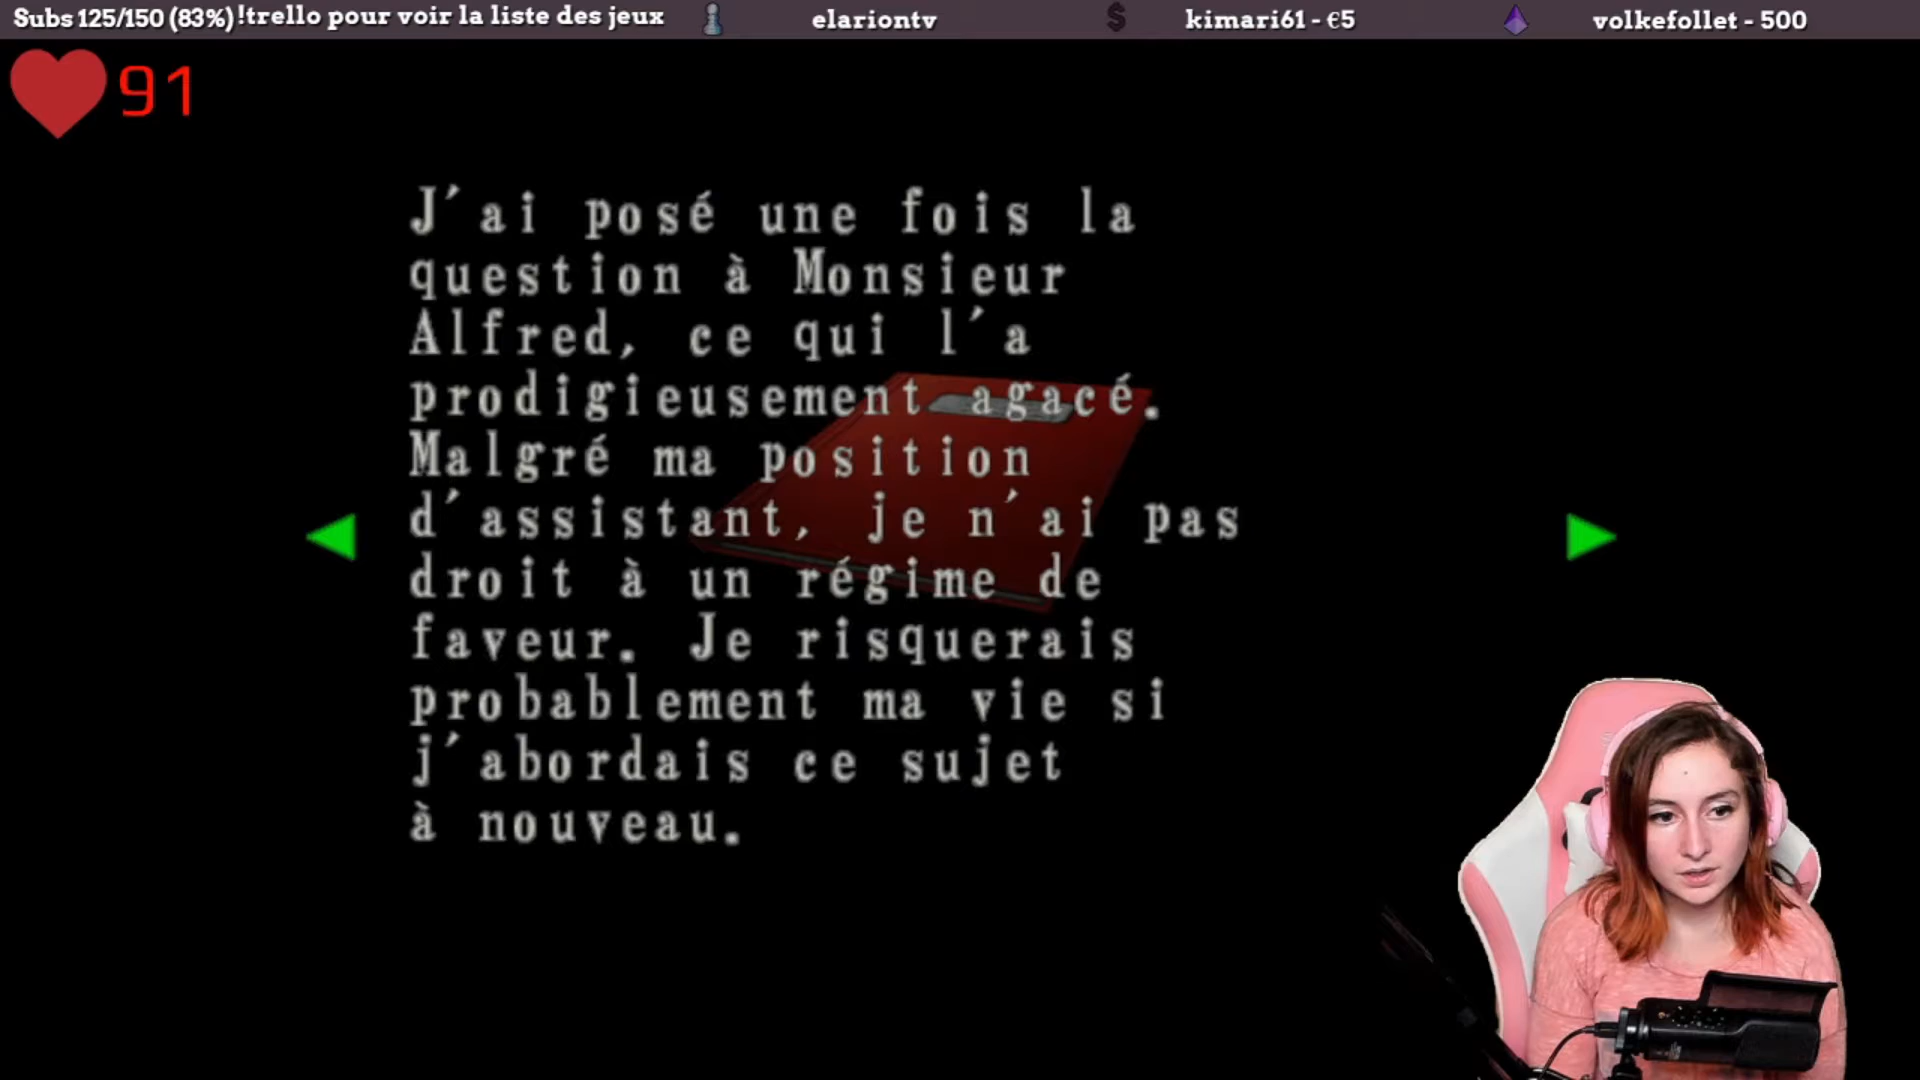 Subs 125/150 (83%) !trello pour voir la liste des jeux elariontv kimari61 - €5 volkefollet - 500
91
J'ai posé une fois la
question à Monsieur
Alfred, ce qui l'a
prodigieusement agacé.
Malgré ma position
d'assistant, je n'ai pas
droit à un régime de
faveur. Je risquerais
probablement ma vie si
j'abordais ce sujet
à nouveau.